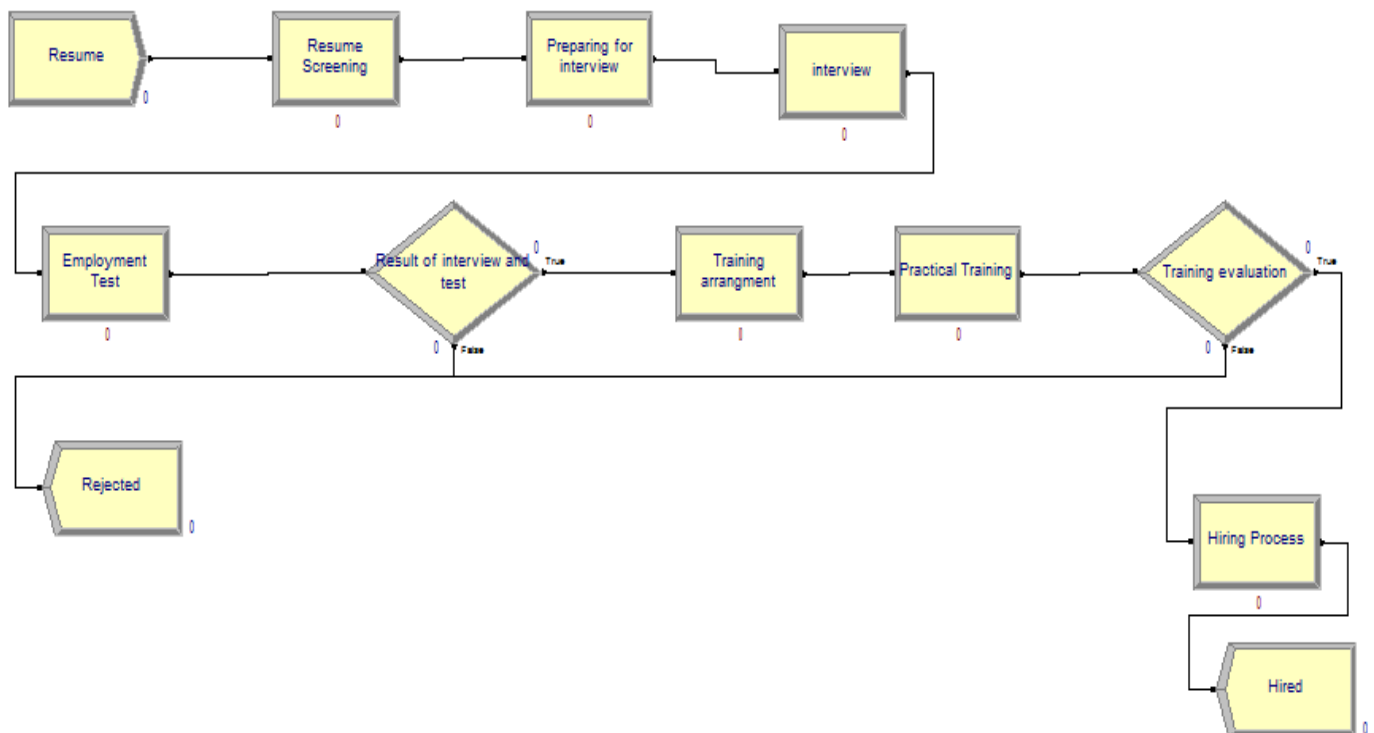 Resume
0
Resume
Screening
0
Preparing for
interview
0
interview
0
Employment
Test
0
Result of interview and
test
0
True
0
False
Training
arrangment
0
Practical Training
0
Training evaluation
0
True
0
False
Rejected
0
Hiring Process
0
Hired
0